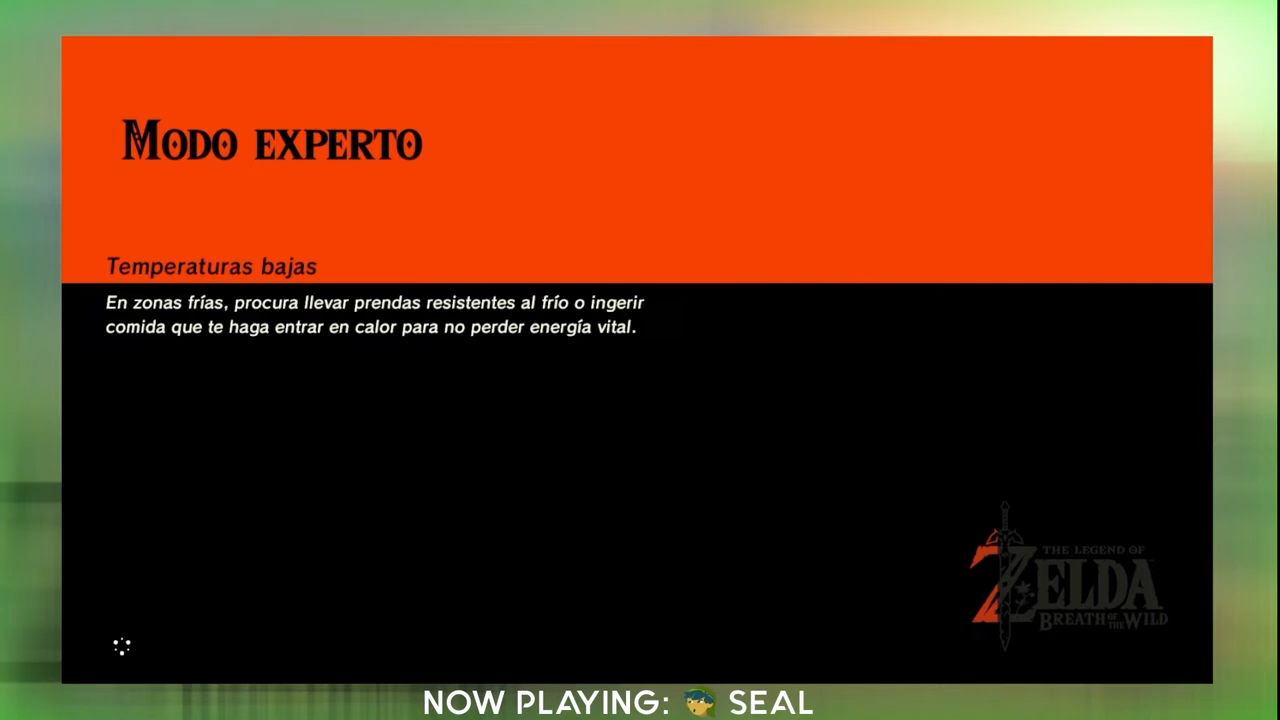 Modo experto
Temperaturas bajas
En zonas frías, procura llevar prendas resistentes al frío o ingerir
comida que te haga entrar en calor para no perder energía vital.
THE LEGEND OF
ZELDA
BREATH OF THE WILD
NOW PLAYING: SEAL